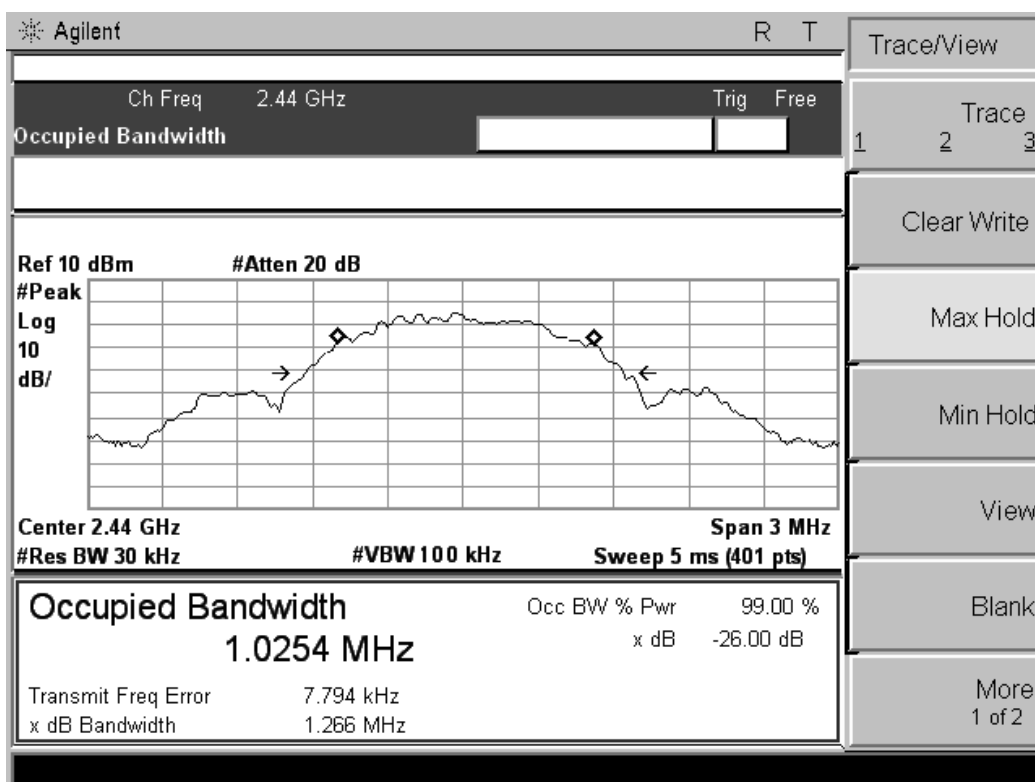 Agilent
R T
Ch Freq 2.44 GHz Trig Free
Occupied Bandwidth
Ref 10 dBm #Atten 20 dB
#Peak
Log
10
dB/
Center 2.44 GHz Span 3 MHz
#Res BW 30 kHz #VBW 100 kHz Sweep 5 ms (401 pts)
Occupied Bandwidth
1.0254 MHz
Occ BW % Pwr 99.00 %
x dB -26.00 dB
Transmit Freq Error 7.794 kHz
x dB Bandwidth 1.266 MHz
Trace/View
Trace
1 2 3
Clear Write
Max Hold
Min Hold
View
Blank
More
1 of 2